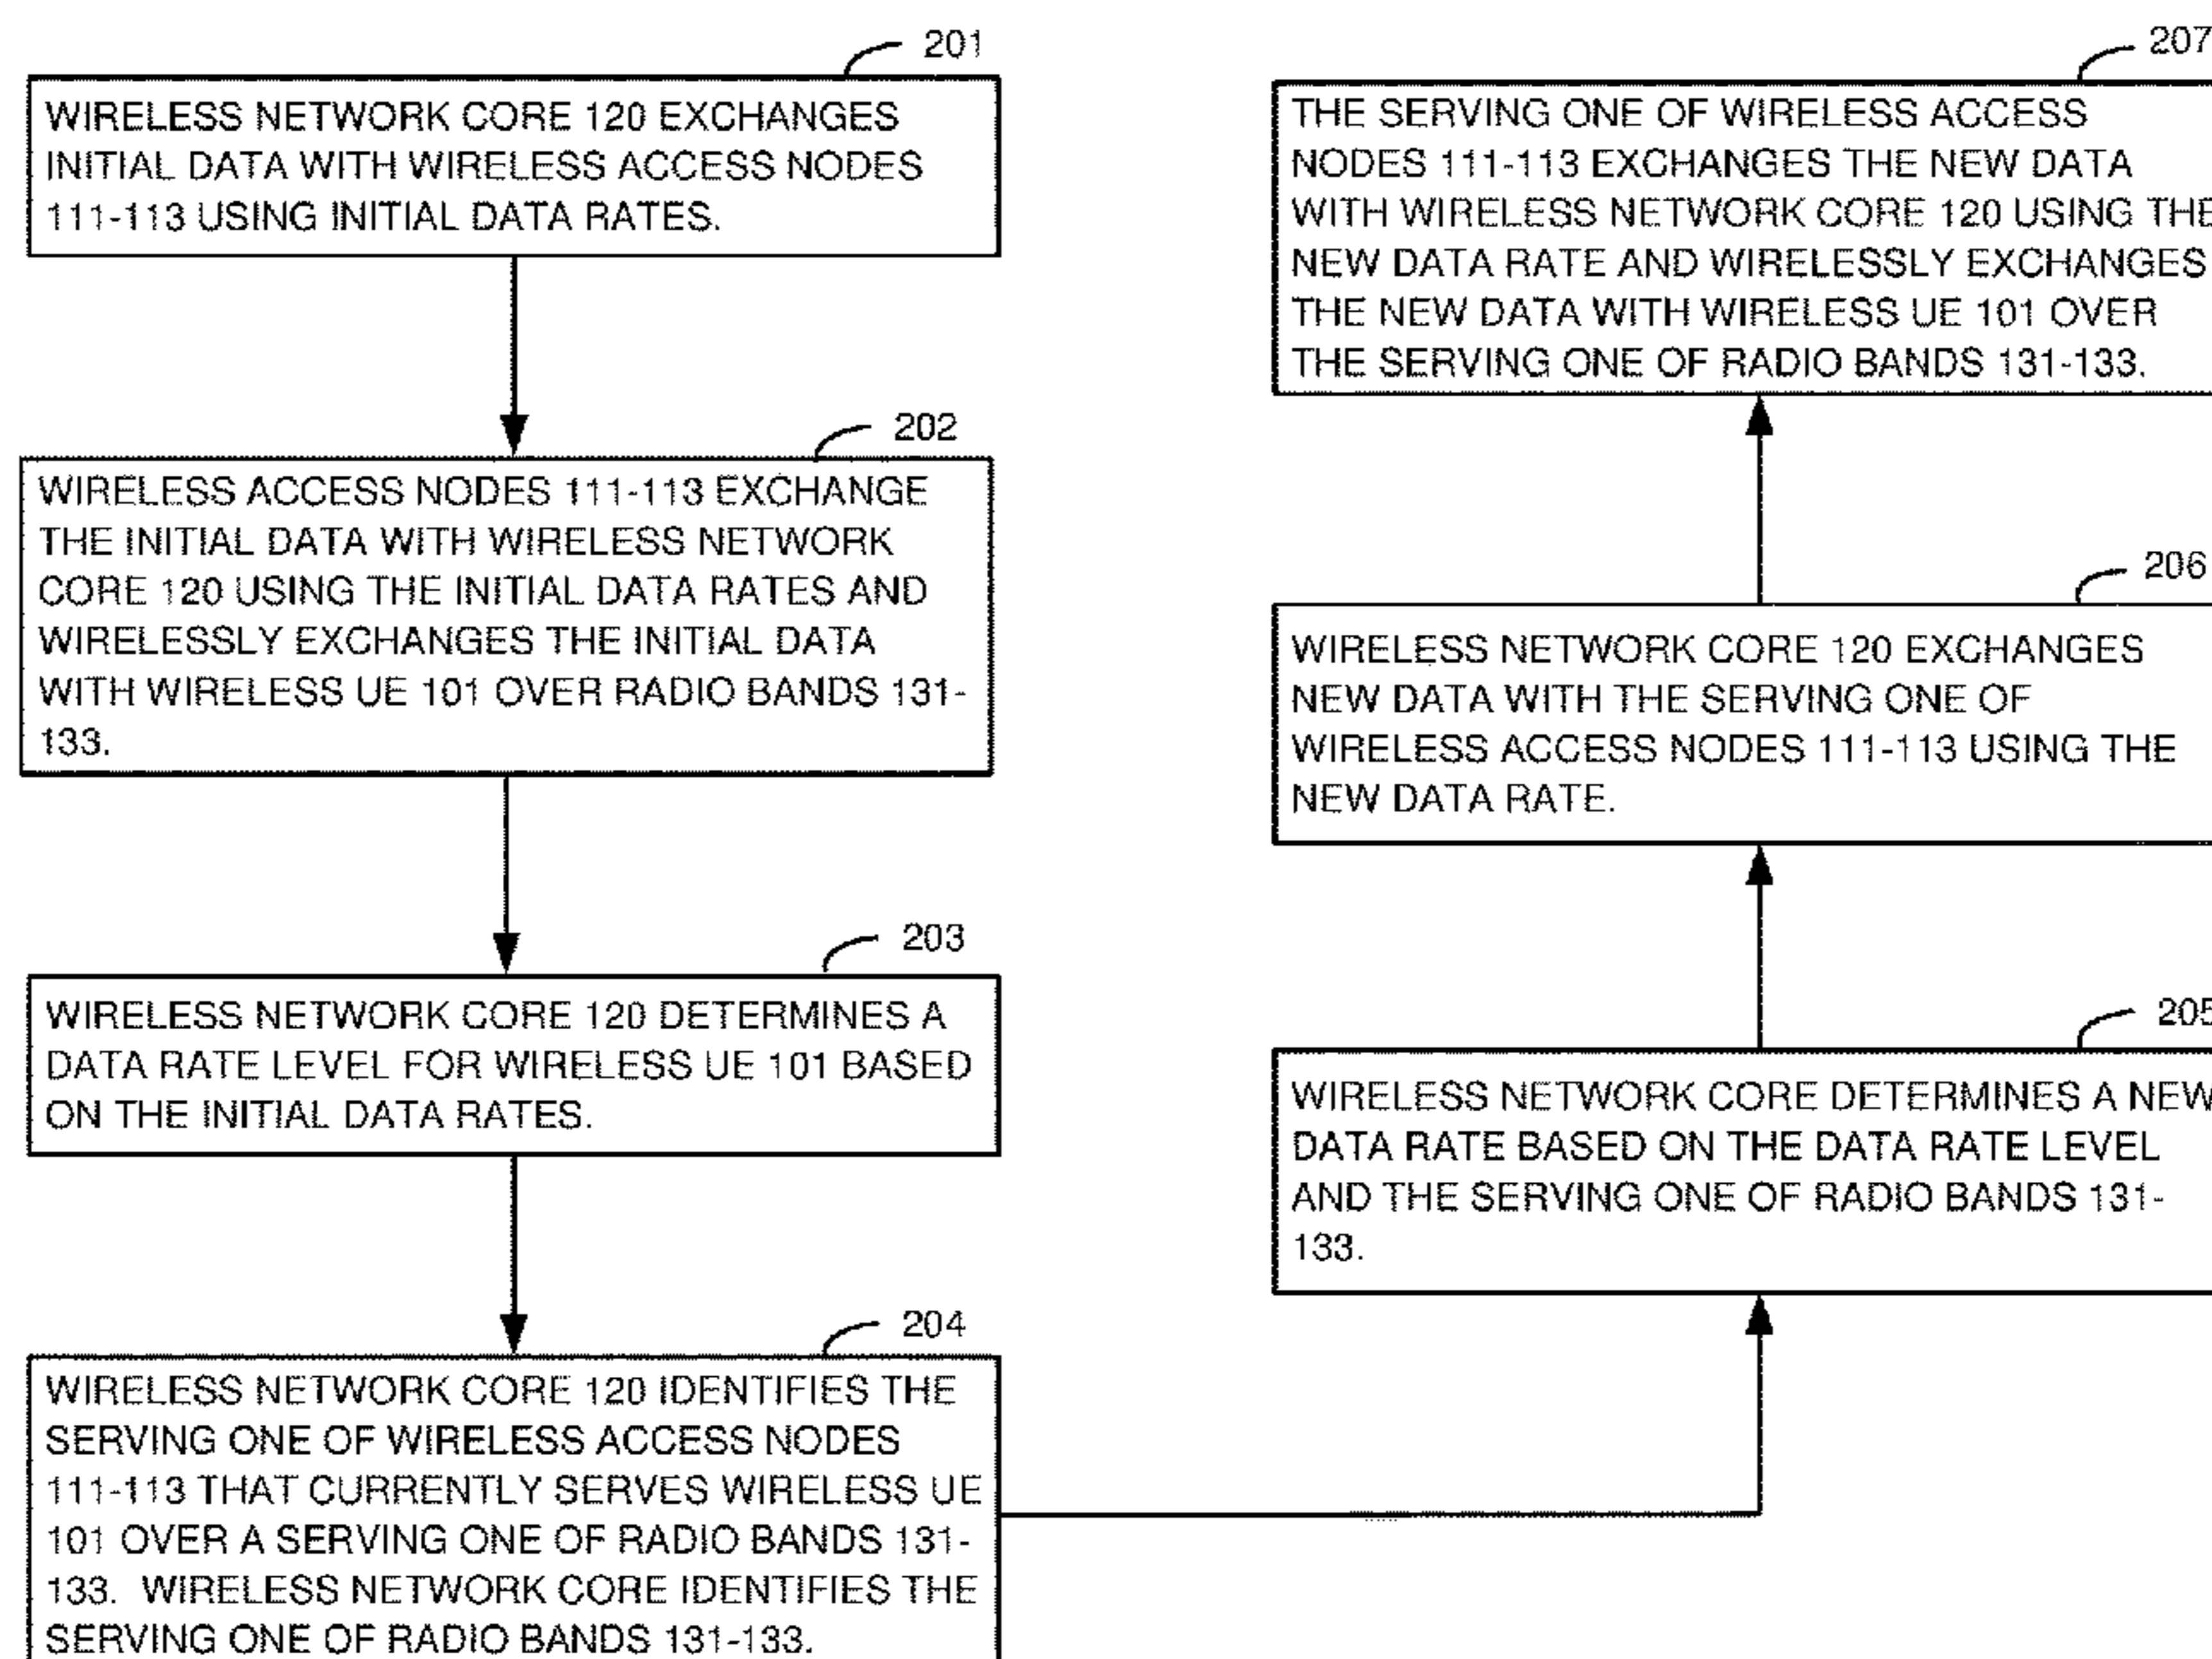 201
WIRELESS NETWORK CORE 120 EXCHANGES
INITIAL DATA WITH WIRELESS ACCESS NODES
111-113 USING INITIAL DATA RATES.
202
WIRELESS ACCESS NODES 111-113 EXCHANGE
THE INITIAL DATA WITH WIRELESS NETWORK
CORE 120 USING THE INITIAL DATA RATES AND
WIRELESSLY EXCHANGES THE INITIAL DATA
WITH WIRELESS UE 101 OVER RADIO BANDS 131-
133.
203
WIRELESS NETWORK CORE 120 DETERMINES A
DATA RATE LEVEL FOR WIRELESS UE 101 BASED
ON THE INITIAL DATA RATES.
204
WIRELESS NETWORK CORE 120 IDENTIFIES THE
SERVING ONE OF WIRELESS ACCESS NODES
111-113 THAT CURRENTLY SERVES WIRELESS UE
101 OVER A SERVING ONE OF RADIO BANDS 131-
133. WIRELESS NETWORK CORE IDENTIFIES THE
SERVING ONE OF RADIO BANDS 131-133.
205
WIRELESS NETWORK CORE DETERMINES A NEW
DATA RATE BASED ON THE DATA RATE LEVEL
AND THE SERVING ONE OF RADIO BANDS 131-
133.
206
WIRELESS NETWORK CORE 120 EXCHANGES
NEW DATA WITH THE SERVING ONE OF
WIRELESS ACCESS NODES 111-113 USING THE
NEW DATA RATE.
207
THE SERVING ONE OF WIRELESS ACCESS
NODES 111-113 EXCHANGES THE NEW DATA
WITH WIRELESS NETWORK CORE 120 USING THE
NEW DATA RATE AND WIRELESSLY EXCHANGES
THE NEW DATA WITH WIRELESS UE 101 OVER
THE SERVING ONE OF RADIO BANDS 131-133.